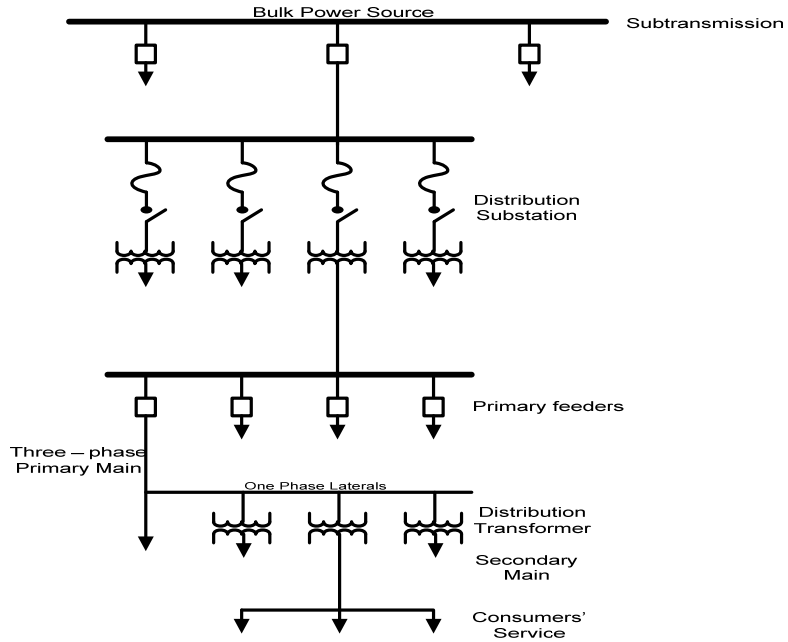 Bulk Power Source
Subtransmission
Distribution
Substation
Primary feeders
Three – phase
Primary Main
One Phase Laterals
Distribution
Transformer
Secondary
Main
Consumers’
Service